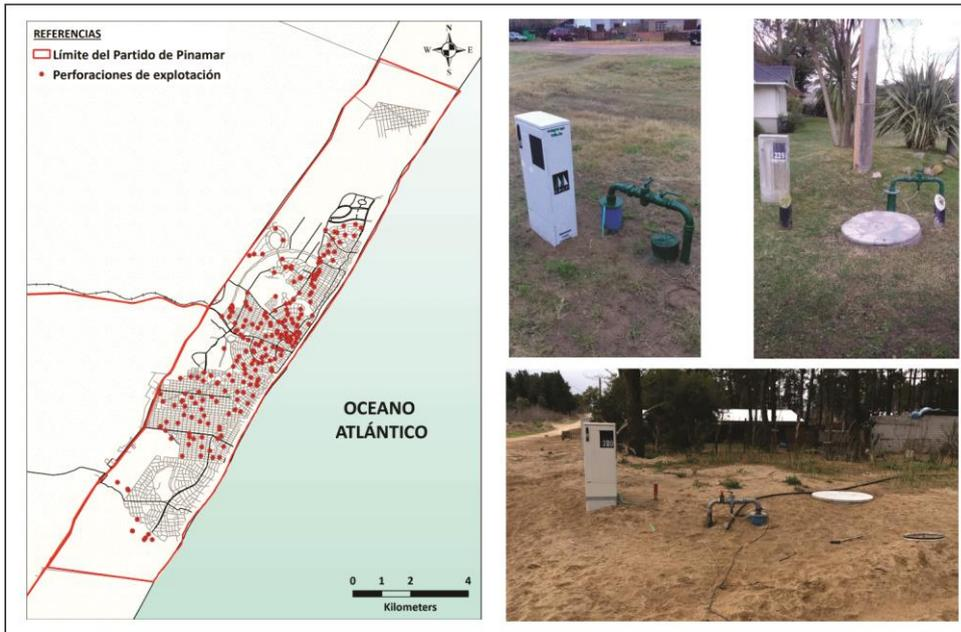 REFERENCIAS
Límite del Partido de Pinamar
Perforaciones de explotación
N
W E
S
OCEANO
ATLÁNTICO
0 1 2 4
Kilometers
225